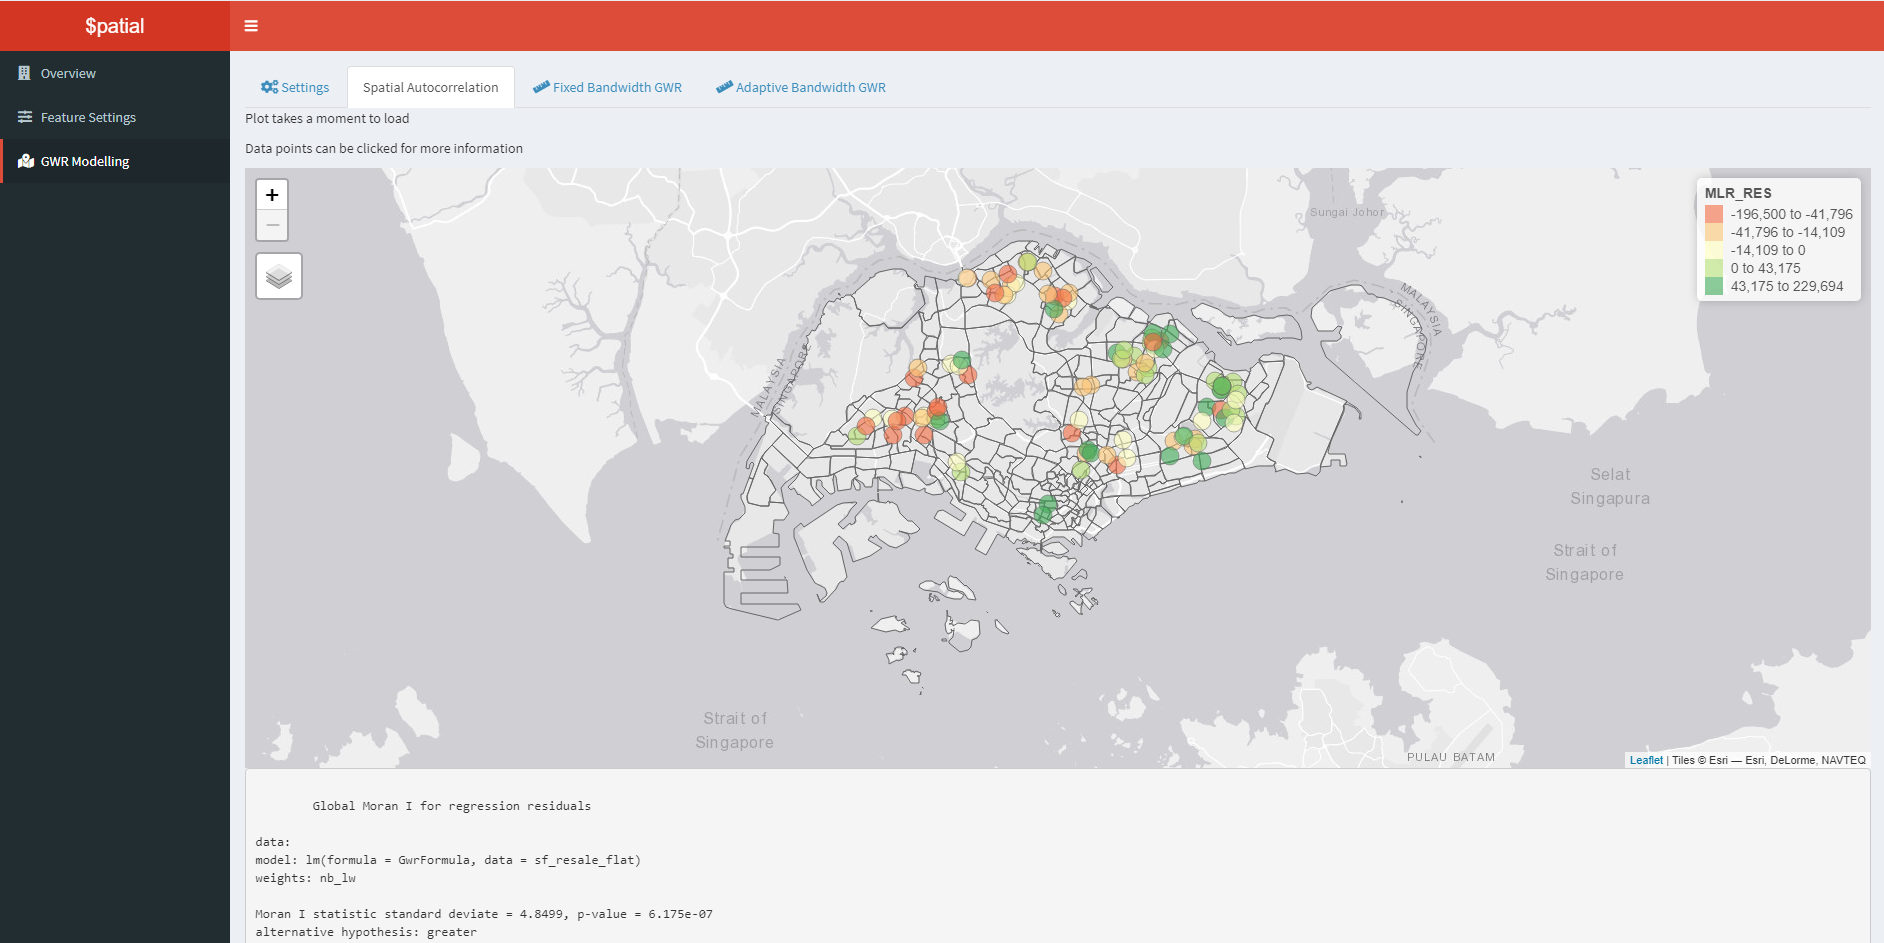 $patial
Overview
Feature Settings
GWR Modelling
Settings
Spatial Autocorrelation
Fixed Bandwidth GWR
Adaptive Bandwidth GWR
Plot takes a moment to load
Data points can be clicked for more information
+
−
MLR_RES
-196,500 to -41,796
-41,796 to -14,109
-14,109 to 0
0 to 43,175
43,175 to 229,694
Sungai Johor
MALAYSIA
SINGAPORE
MALAYSIA
SINGAPORE
Selat
Singapura
Strait of
Singapore
Strait of
Singapore
PULAU BATAM
Leaflet | Tiles © Esri — Esri, DeLorme, NAVTEQ
Global Moran I for regression residuals
data:
model: lm(formula = GwrFormula, data = sf_resale_flat)
weights: nb_lw
Moran I statistic standard deviate = 4.8499, p-value = 6.175e-07
alternative hypothesis: greater